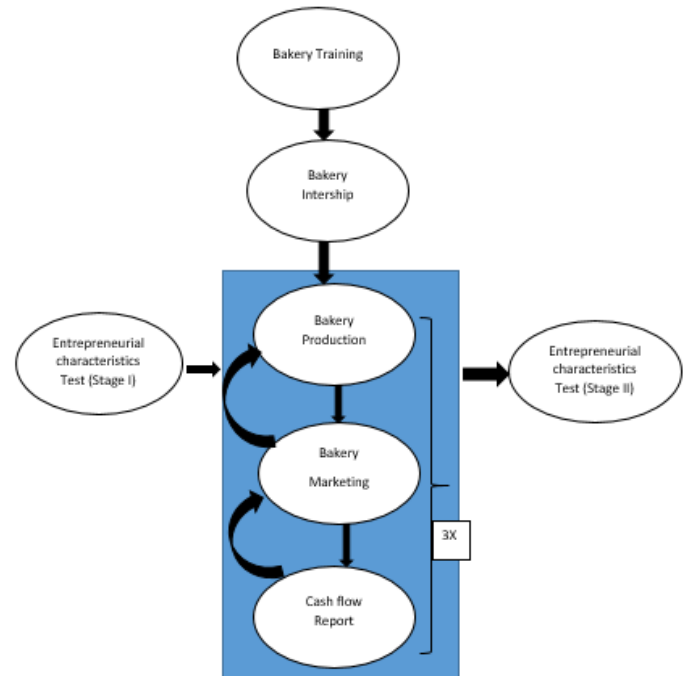 Bakery Training
Bakery
Intership
Bakery
Production
Entrepreneurial
characteristics
Test (Stage I)
Entrepreneurial
characteristics
Test (Stage II)
Bakery
Marketing
3X
Cash flow
Report